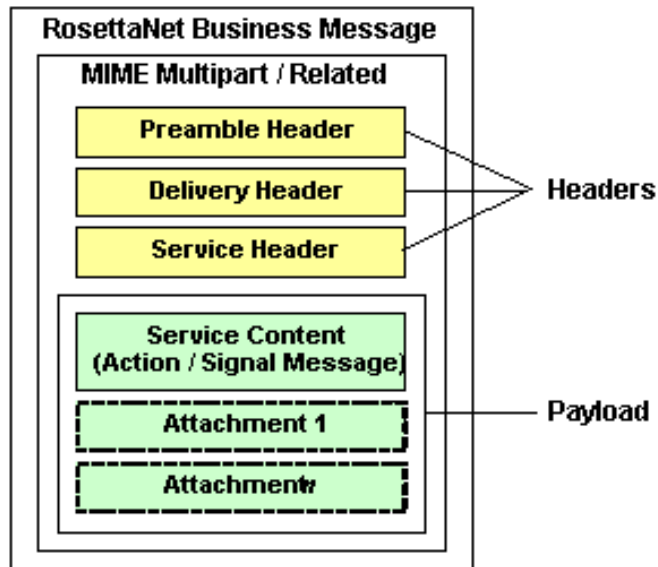 RosettaNet Business Message
MIME Multipart / Related
Preamble Header
Delivery Header
Service Header
Headers
Service Content
(Action / Signal Message)
Attachment 1
Attachment
Payload